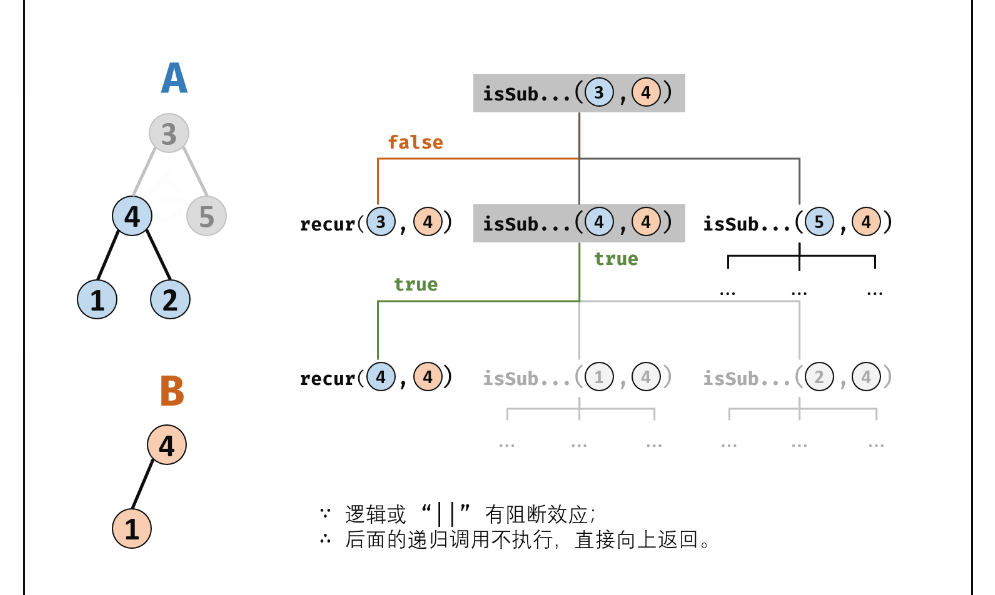 A
3
4
5
1
2
B
4
1
isSub...(3,4)
false
recur(3,4)
isSub...(4,4)
isSub...(5,4)
true
true
... ... ...
recur(4,4)
isSub...(1,4)
isSub...(2,4)
... ... ...
... ... ...
∵ 逻辑或 “||” 有阻断效应;
∴ 后面的递归调用不执行, 直接向上返回。